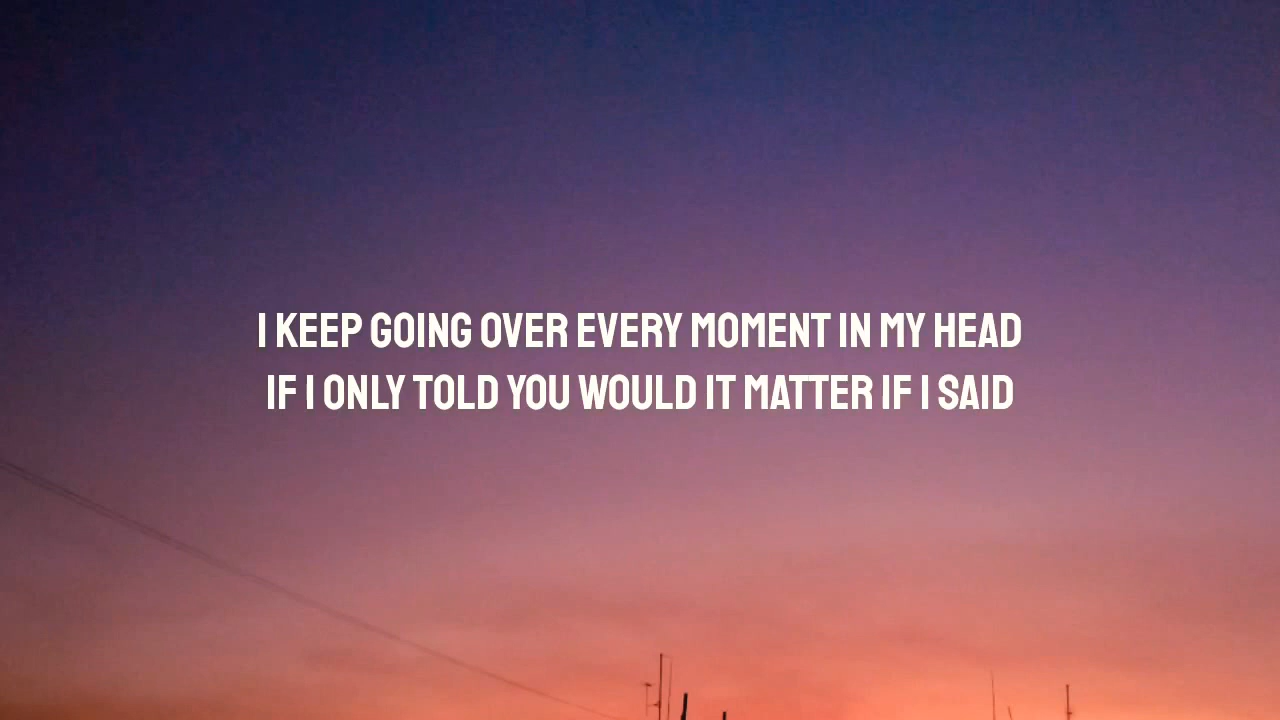 I KEEP GOING OVER EVERY MOMENT IN MY HEAD
IF I ONLY TOLD YOU WOULD IT MATTER IF I SAID